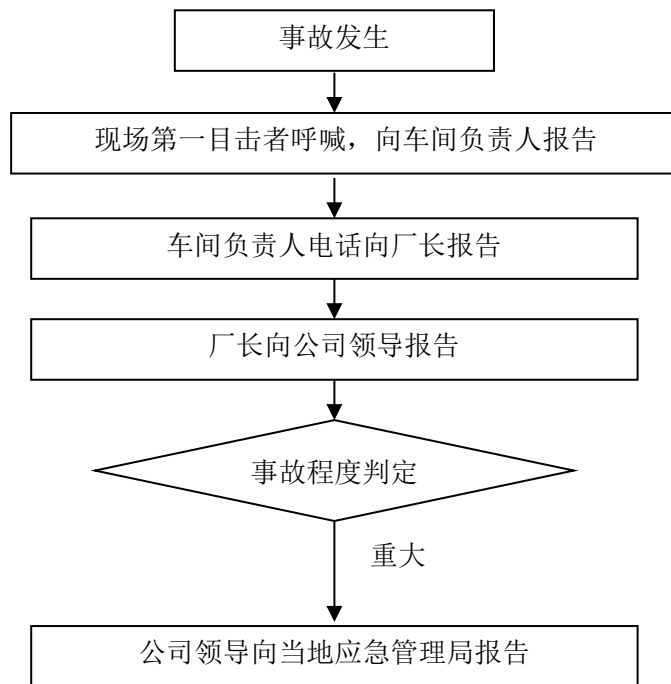 事故发生
现场第一目击者呼喊，向车间负责人报告
车间负责人电话向厂长报告
厂长向公司领导报告
事故程度判定
重大
公司领导向当地应急管理局报告